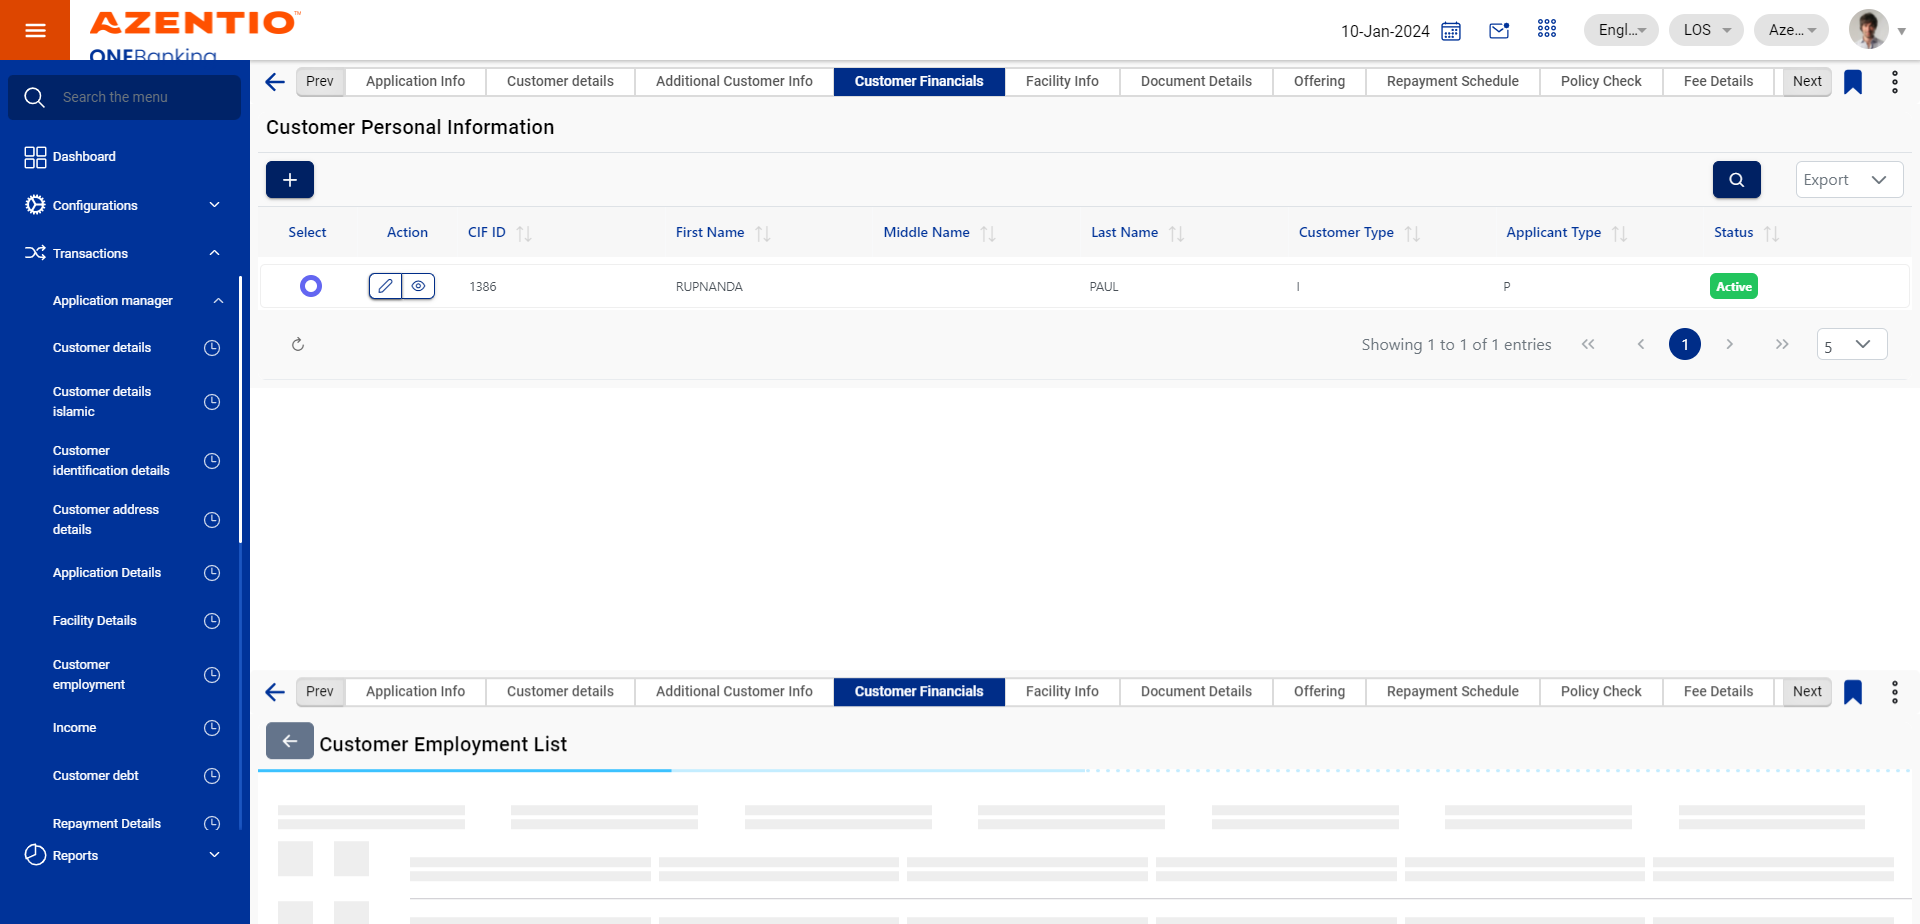 AZENTIO™
ONEBanking
10-Jan-2024
Engl...
LOS
Aze...
Search the menu
Dashboard
Configurations
Transactions
Application manager
Customer details
Customer details
islamic
Customer
identification details
Customer address
details
Application Details
Facility Details
Customer
employment
Income
Customer debt
Repayment Details
Reports
Prev
Application Info
Customer details
Additional Customer Info
Customer Financials
Facility Info
Document Details
Offering
Repayment Schedule
Policy Check
Fee Details
Next
Customer Personal Information
Export
Select
Action
CIF ID
First Name
Middle Name
Last Name
Customer Type
Applicant Type
Status
1386
RUPNANDA
PAUL
I
P
Active
Showing 1 to 1 of 1 entries
1
5
Prev
Application Info
Customer details
Additional Customer Info
Customer Financials
Facility Info
Document Details
Offering
Repayment Schedule
Policy Check
Fee Details
Next
Customer Employment List